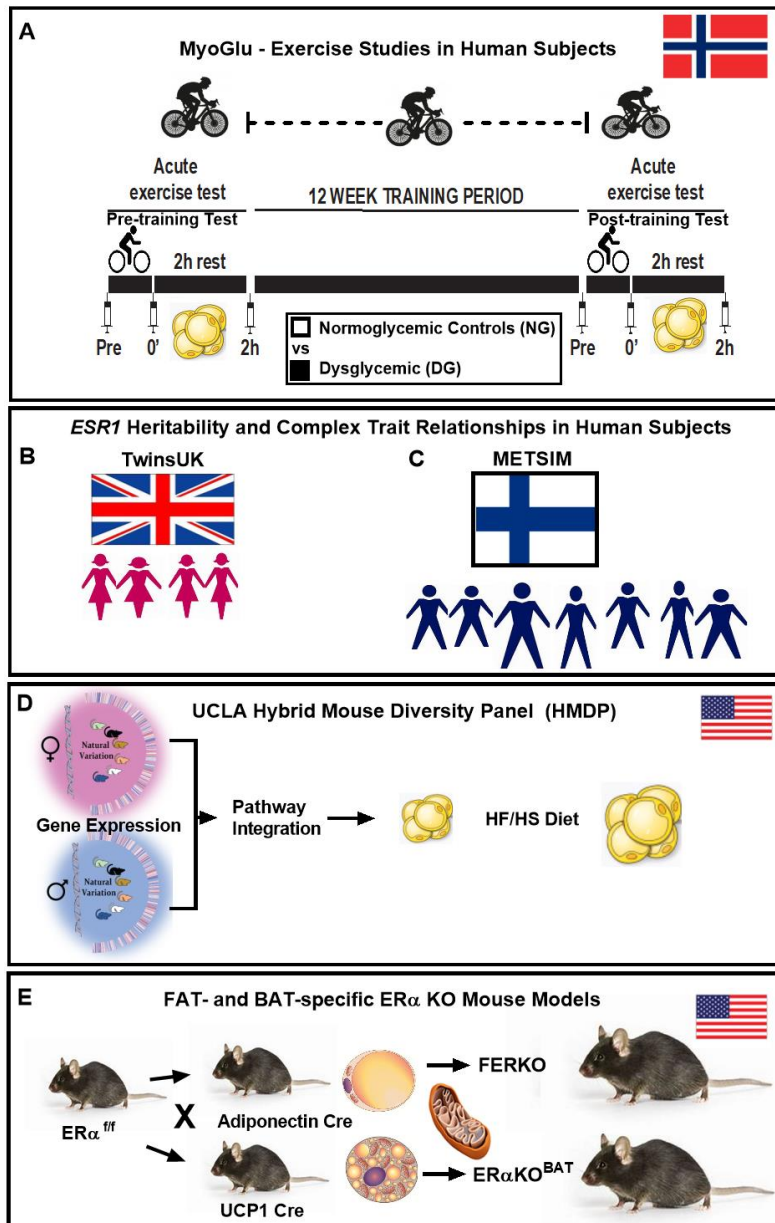 A
MyoGlu - Exercise Studies in Human Subjects
Acute
exercise test
Pre-training Test
12 WEEK TRAINING PERIOD
Acute
exercise test
Post-training Test
2h rest
2h rest
Pre
0'
2h
Normoglycemic Controls (NG)
vs
Dysglycemic (DG)
Pre
0'
2h
ESR1 Heritability and Complex Trait Relationships in Human Subjects
B
TwinsUK
C
METSIM
D
UCLA Hybrid Mouse Diversity Panel (HMDP)
♀
Natural
Variation
Gene Expression
♂
Natural
Variation
Pathway
Integration
HF/HS Diet
E
FAT- and BAT-specific ERα KO Mouse Models
ERα f/f
X
Adiponectin Cre
UCP1 Cre
FERKO
ERαKO^BAT